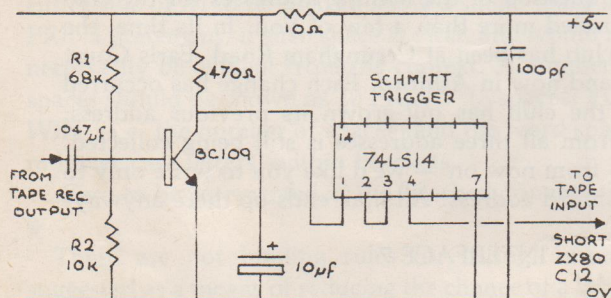 10Ω
+5v
R1
68K
470Ω
SCHMITT
TRIGGER
100pf
.047µf
BC109
14
74LS14
1 2 3 4
FROM
TAPE REC
OUTPUT
TO
TAPE
INPUT
R2
10K
+
10µf
SHORT
ZX80
C12
0V